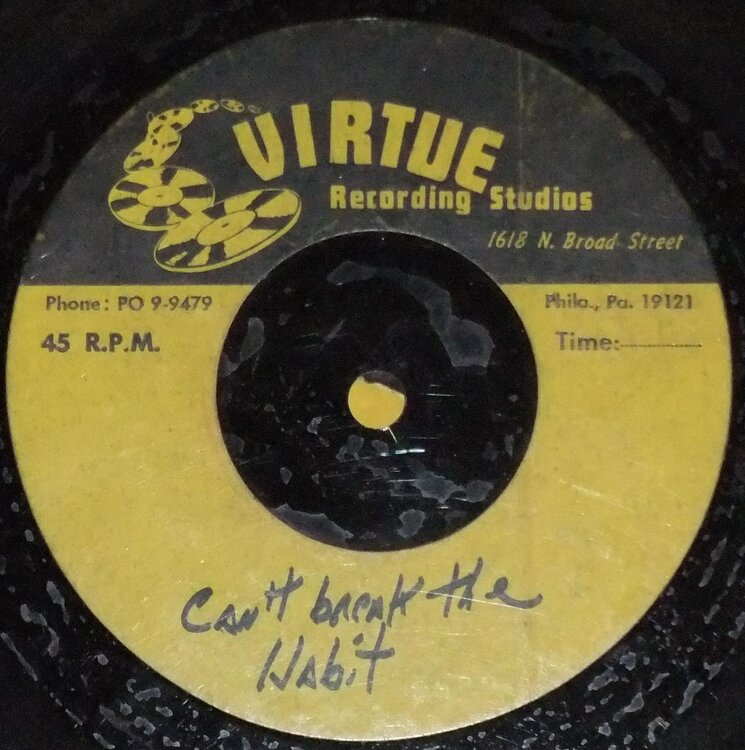 VIRTUE
Recording Studios
1618 N. Broad Street
Phone: PO 9-9479
Phila., Pa. 19121
45 R.P.M.
Time:
Can't break the
Habit